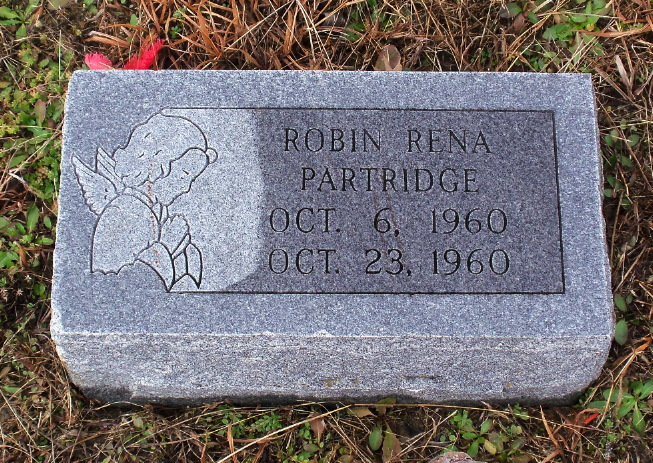 ROBIN RENA
PARTRIDGE
OCT. 6, 1960
OCT. 23, 1960